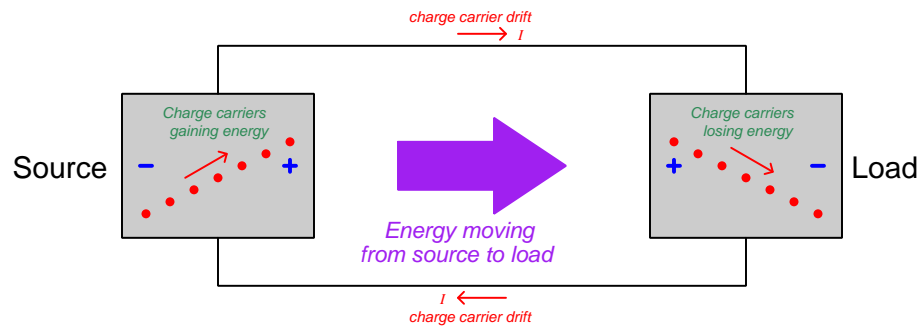 charge carrier drift
I
Charge carriers
gaining energy
Charge carriers
losing energy
Source
− +
+ −
Load
Energy moving
from source to load
I
charge carrier drift